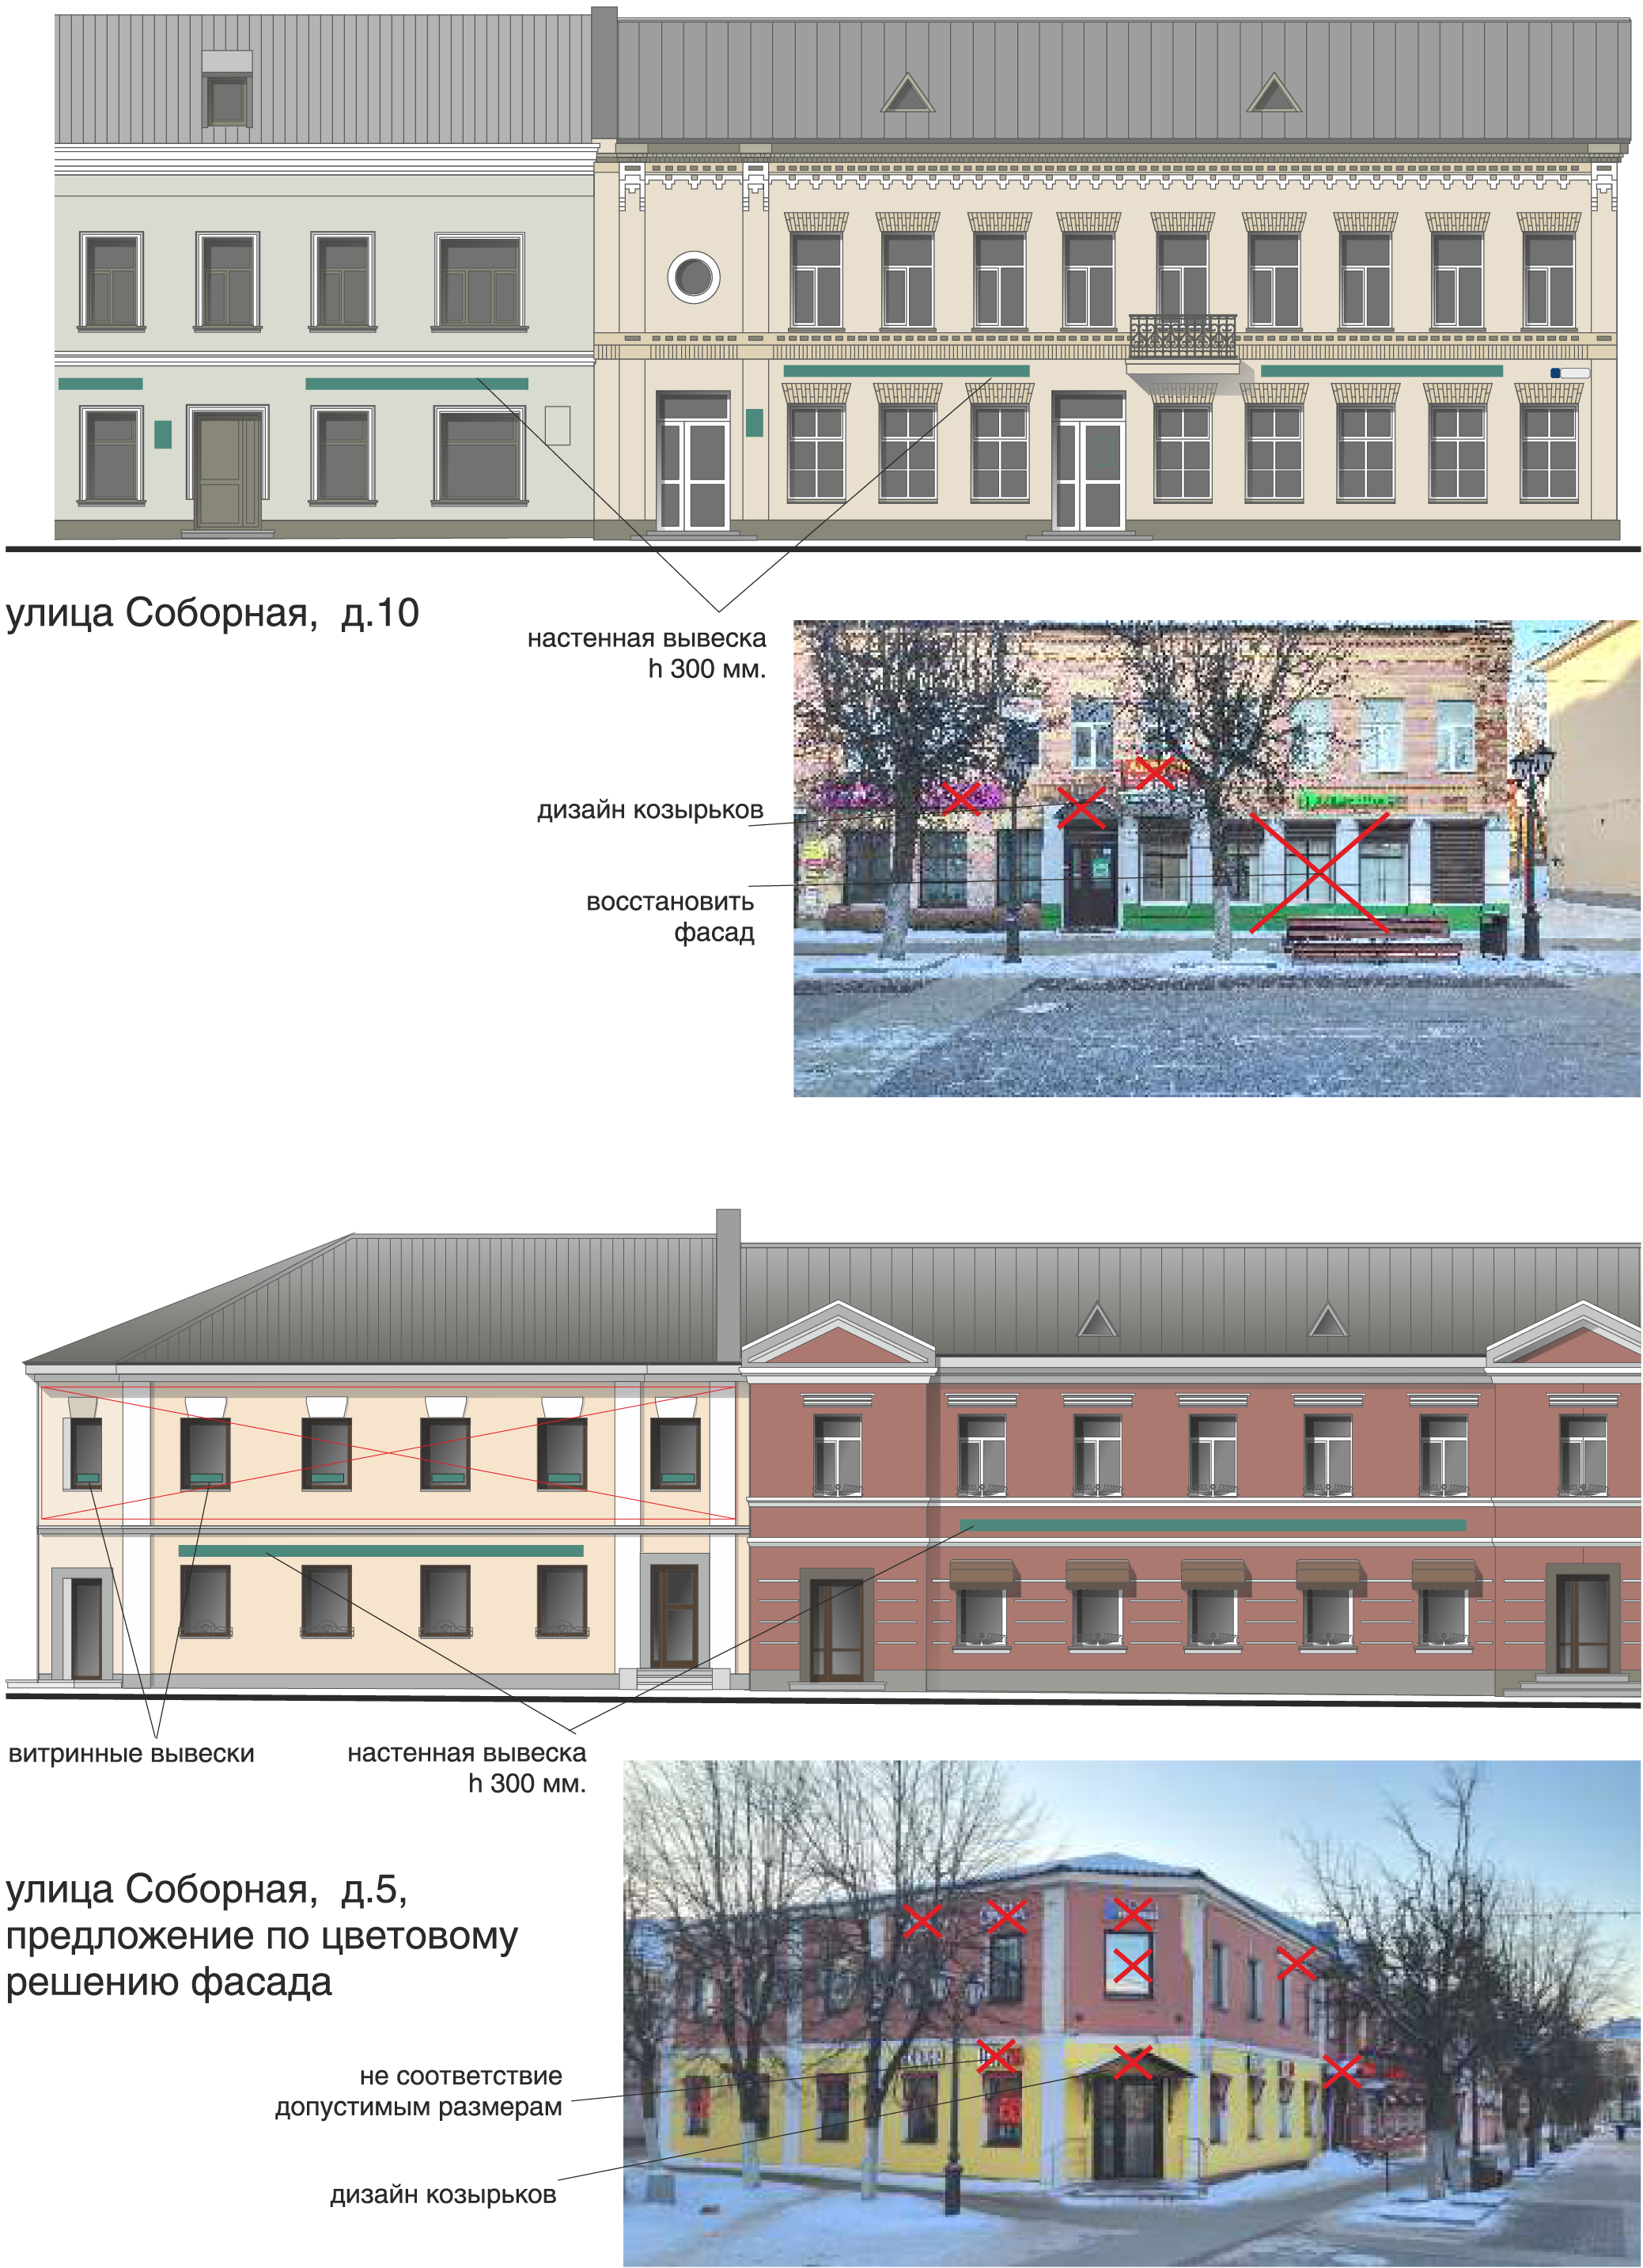 улица Соборная, д.10
настенная вывеска
h 300 мм.
дизайн козырьков
восстановить
фасад
витринные вывески
настенная вывеска
h 300 мм.
улица Соборная, д.5,
предложение по цветовому
решению фасада
не соответствие
допустимым размерам
дизайн козырьков